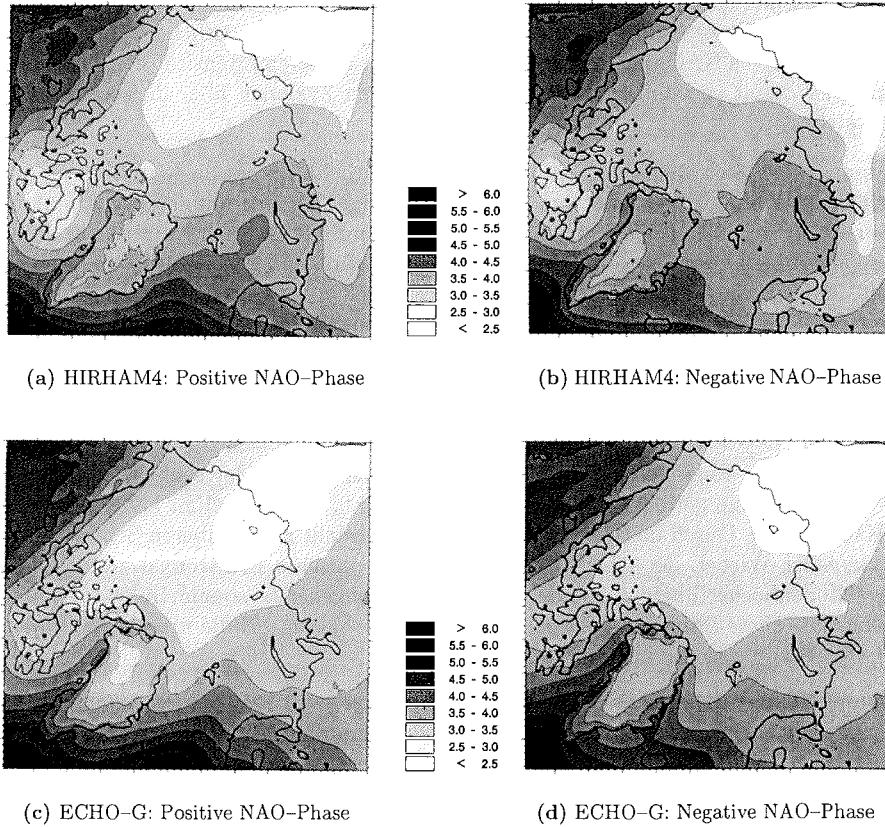 > 6.0
5.5 - 6.0
5.0 - 5.5
4.5 - 5.0
4.0 - 4.5
3.5 - 4.0
3.0 - 3.5
2.5 - 3.0
< 2.5
(a) HIRHAM4: Positive NAO–Phase
(b) HIRHAM4: Negative NAO–Phase
> 6.0
5.5 - 6.0
5.0 - 5.5
4.5 - 5.0
4.0 - 4.5
3.5 - 4.0
3.0 - 3.5
2.5 - 3.0
< 2.5
(c) ECHO–G: Positive NAO–Phase
(d) ECHO–G: Negative NAO–Phase